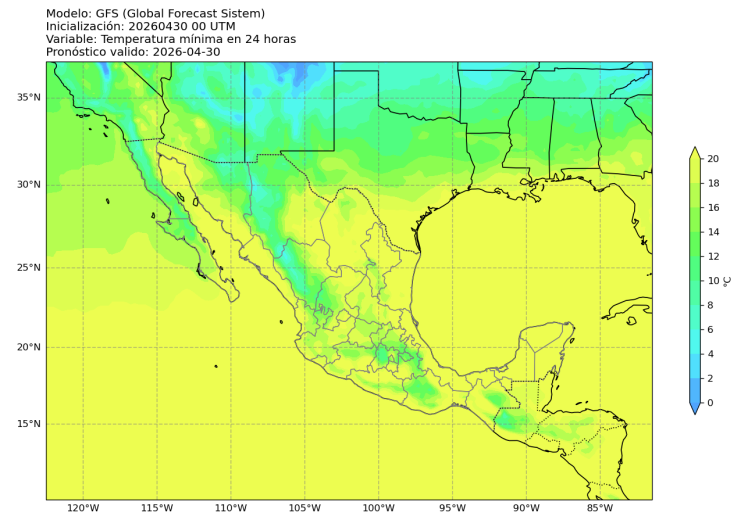 Modelo: GFS (Global Forecast Sistem)
Inicialización: 20260430 00 UTM
Variable: Temperatura mínima en 24 horas
Pronóstico valido: 2026-04-30
35°N
30°N
25°N
20°N
15°N
120°W 115°W 110°W 105°W 100°W 95°W 90°W 85°W
20
18
16
14
12
10
8
6
4
2
0
°C